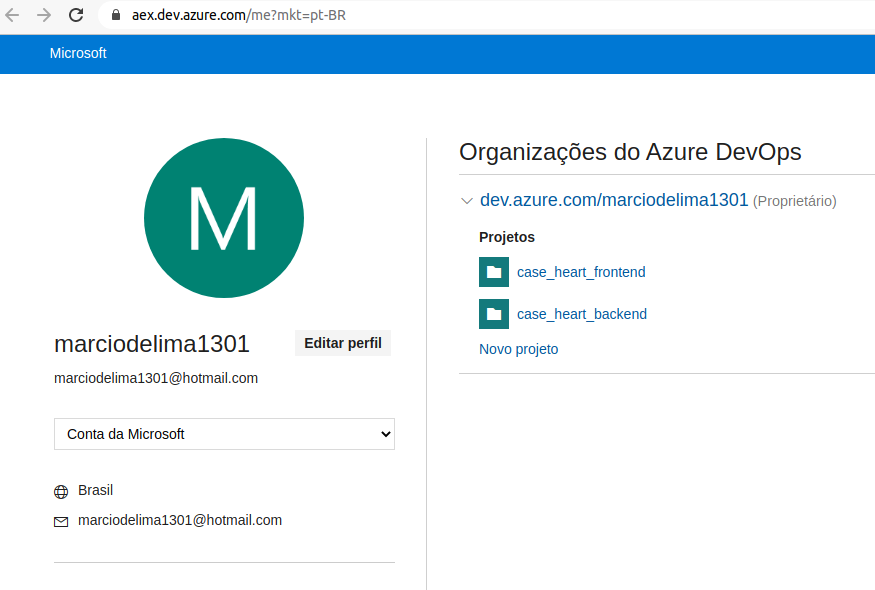 aex.dev.azure.com/me?mkt=pt-BR
Microsoft
M
marciodelima1301
Editar perfil
marciodelima1301@hotmail.com
Conta da Microsoft
Brasil
marciodelima1301@hotmail.com
Organizações do Azure DevOps
dev.azure.com/marciodelima1301 (Proprietário)
Projetos
case_heart_frontend
case_heart_backend
Novo projeto